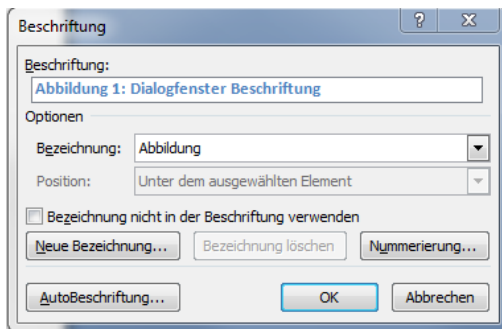 Beschriftung
Beschriftung:
Abbildung 1: Dialogfenster Beschriftung
Optionen
Bezeichnung: Abbildung
Position: Unter dem ausgewählten Element
Bezeichnung nicht in der Beschriftung verwenden
Neue Bezeichnung... Bezeichnung löschen Nummerierung...
AutoBeschriftung... OK Abbrechen